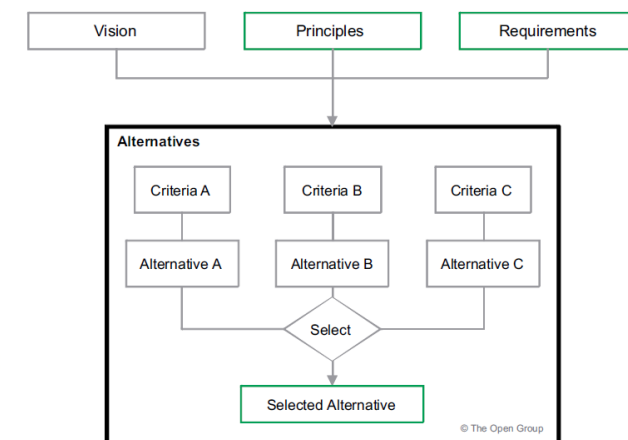 Vision
Principles
Requirements
Alternatives
Criteria A
Criteria B
Criteria C
Alternative A
Alternative B
Alternative C
Select
Selected Alternative
© The Open Group